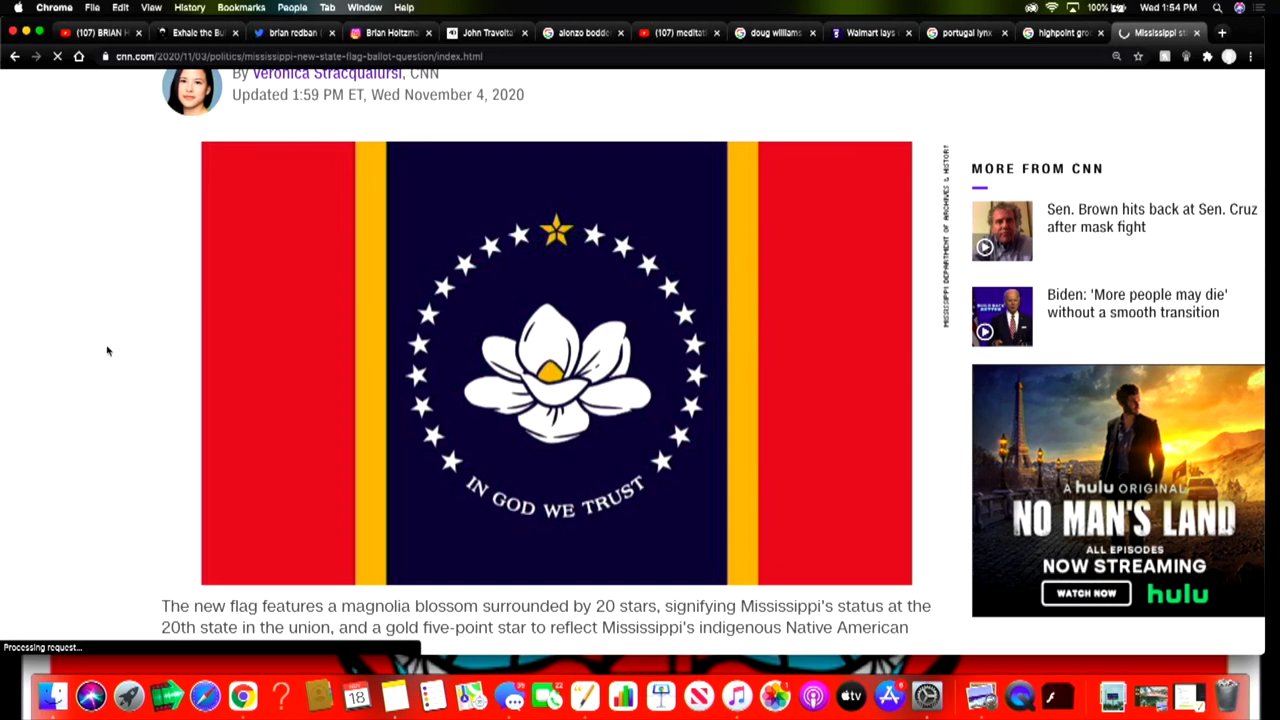 Chrome File Edit View History Bookmarks People Tab Window Help
100% Wed 1:54 PM
(107) BRIAN H
Exhale the Bu
brian redban
Brian Holtzma
John Travolta
alonzo bodde
(107) meditati
doug williams
Walmart lays
portugal lynx
highpoint gro
Mississippi st
cnn.com/2020/11/03/politics/mississippi-new-state-flag-ballot-question/index.html
By Veronica Stracqualursi, CNN
Updated 1:59 PM ET, Wed November 4, 2020
IN GOD WE TRUST
MISSISSIPPI DEPARTMENT OF ARCHIVES & HISTORY
The new flag features a magnolia blossom surrounded by 20 stars, signifying Mississippi's status at the
20th state in the union, and a gold five-point star to reflect Mississippi's indigenous Native American
MORE FROM CNN
Sen. Brown hits back at Sen. Cruz
after mask fight
Biden: 'More people may die'
without a smooth transition
A hulu ORIGINAL
NO MAN'S LAND
ALL EPISODES
NOW STREAMING
WATCH NOW hulu
Processing request...
18
tv